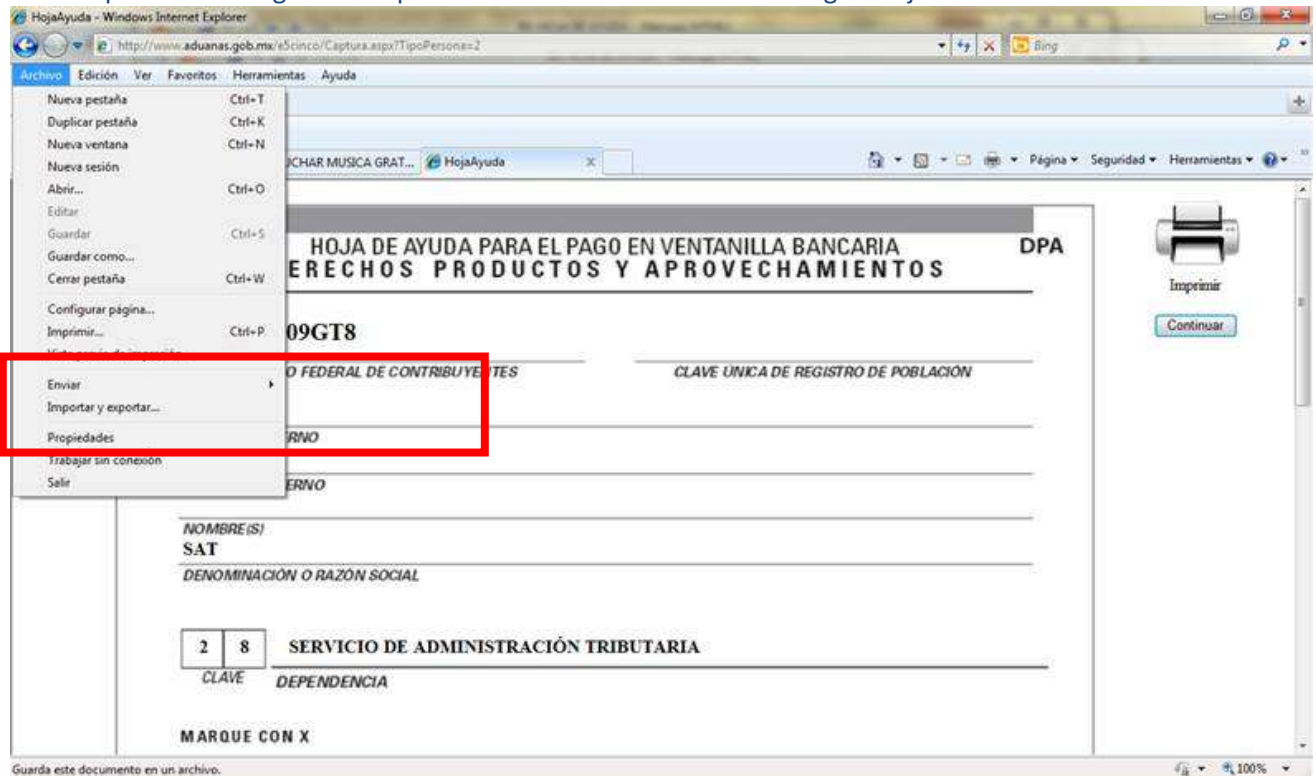 HojaAyuda - Windows Internet Explorer
http://www.aduanas.gob.mx/e5cinco/Captura.aspx?TipoPersona=2
Bing
Archivo Edición Ver Favoritos Herramientas Ayuda
Nueva pestaña Ctrl+T
Duplicar pestaña Ctrl+K
Nueva ventana Ctrl+N
Nueva sesión
Abrir... Ctrl+O
Editar
Guardar Ctrl+S
Guardar como...
Cerrar pestaña Ctrl+W
Configurar página...
Imprimir... Ctrl+P
Enviar
Importar y exportar...
Propiedades
Trabajar sin conexión
Salir
UCHAR MUSICA GRAT... HojaAyuda
Página Seguridad Herramientas
HOJA DE AYUDA PARA EL PAGO EN VENTANILLA BANCARIA DPA
ERECHOS PRODUCTOS Y APROVECHAMIENTOS
Imprimir
Continuar
09GT8
O FEDERAL DE CONTRIBUYENTES CLAVE ÚNICA DE REGISTRO DE POBLACIÓN
ERNO
ERNO
NOMBRE(S)
SAT
DENOMINACIÓN O RAZÓN SOCIAL
2 8 SERVICIO DE ADMINISTRACIÓN TRIBUTARIA
CLAVE DEPENDENCIA
MARQUE CON X
Guarda este documento en un archivo.
100%